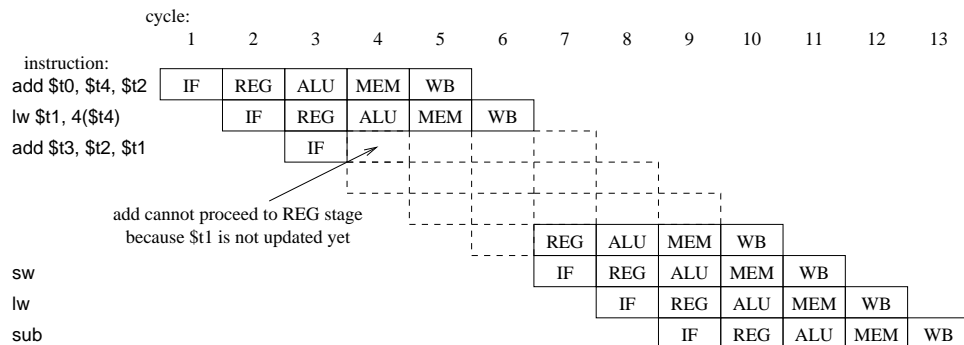 cycle:
1 2 3 4 5 6 7 8 9 10 11 12 13
instruction:
add $t0, $t4, $t2 IF REG ALU MEM WB
lw $t1, 4($t4) IF REG ALU MEM WB
add $t3, $t2, $t1 IF
add cannot proceed to REG stage
because $t1 is not updated yet
REG ALU MEM WB
sw IF REG ALU MEM WB
lw IF REG ALU MEM WB
sub IF REG ALU MEM WB